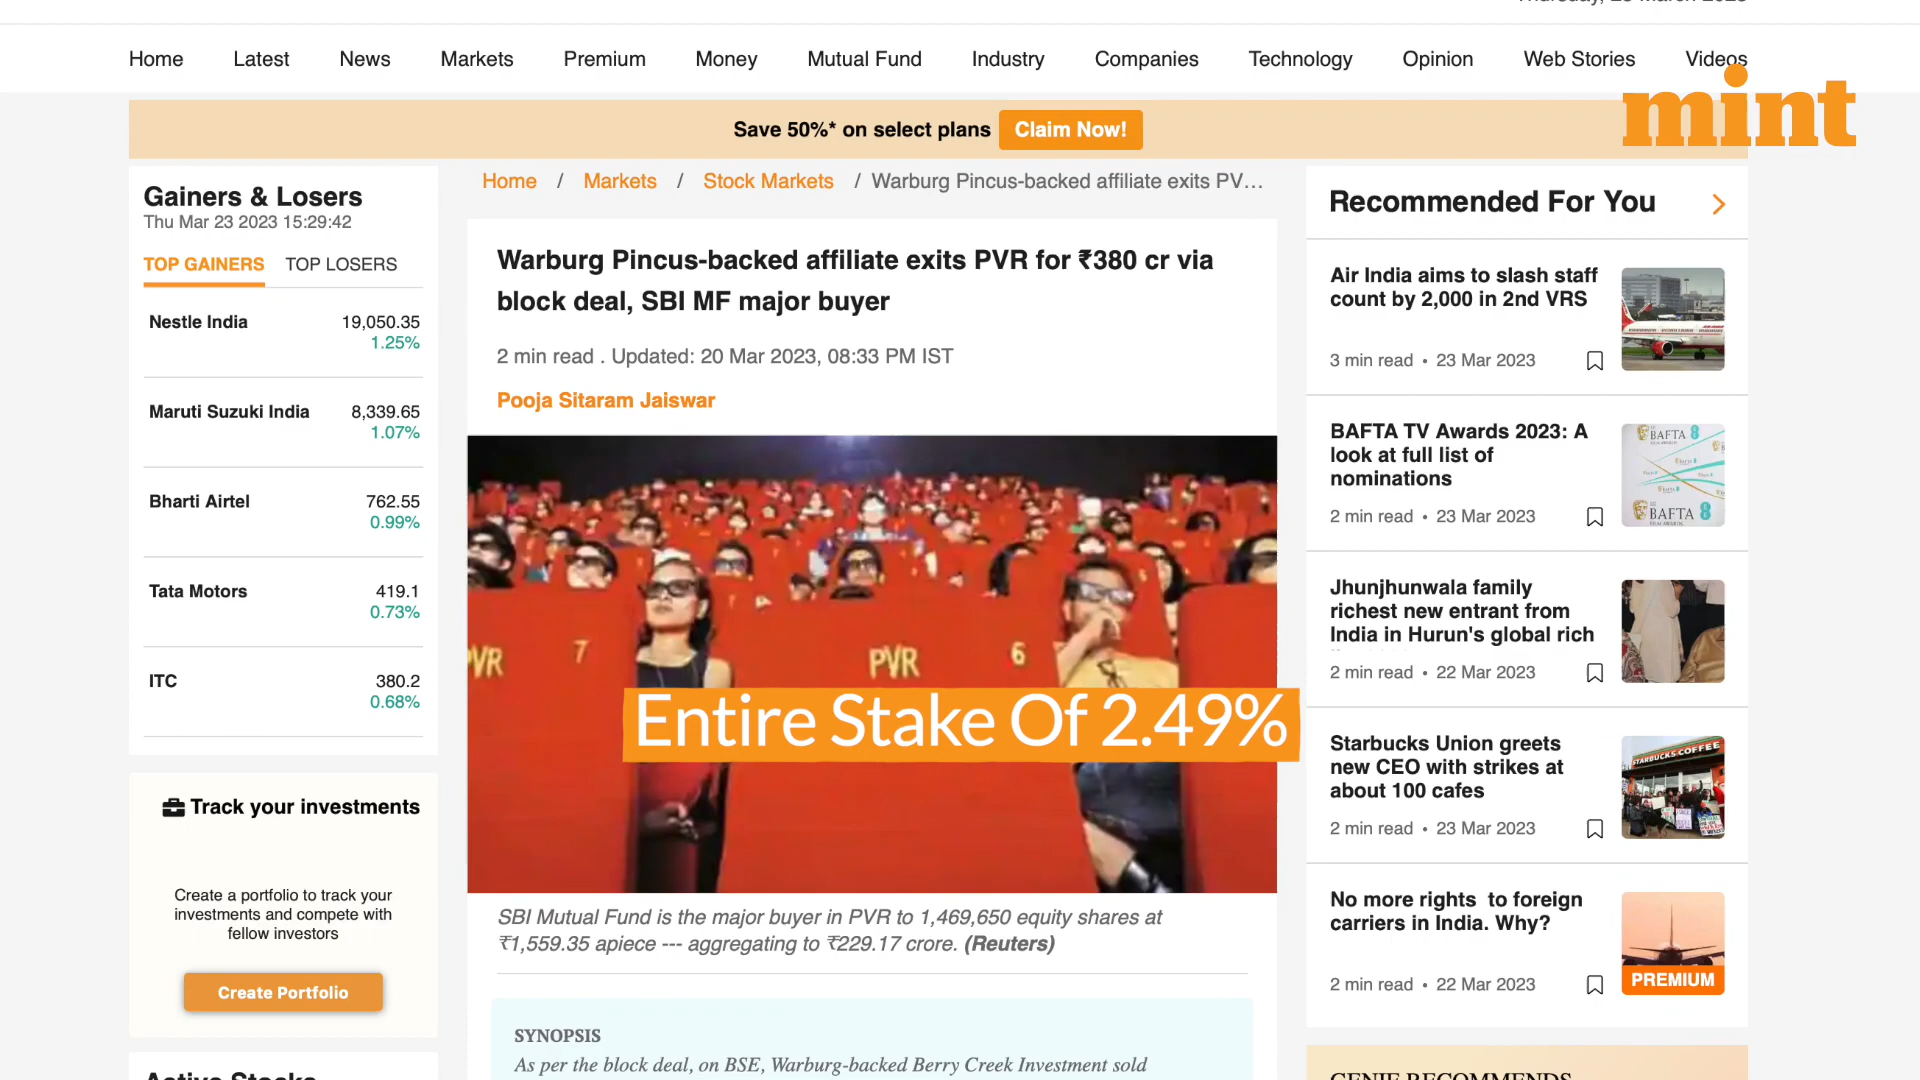 Home Latest News Markets Premium Money Mutual Fund Industry Companies Technology Opinion Web Stories Videos
mint
Save 50%* on select plans Claim Now!
Gainers & Losers
Thu Mar 23 2023 15:29:42
TOP GAINERS TOP LOSERS
Nestle India 19,050.35
1.25%
Maruti Suzuki India 8,339.65
1.07%
Bharti Airtel 762.55
0.99%
Tata Motors 419.1
0.73%
ITC 380.2
0.68%
Track your investments
Create a portfolio to track your
investments and compete with
fellow investors
Create Portfolio
Active Stocks
Home / Markets / Stock Markets / Warburg Pincus-backed affiliate exits PV...
Warburg Pincus-backed affiliate exits PVR for ₹380 cr via
block deal, SBI MF major buyer
2 min read . Updated: 20 Mar 2023, 08:33 PM IST
Pooja Sitaram Jaiswar
PVR 7 PVR 6
Entire Stake Of 2.49%
SBI Mutual Fund is the major buyer in PVR to 1,469,650 equity shares at
₹1,559.35 apiece --- aggregating to ₹229.17 crore. (Reuters)
SYNOPSIS
As per the block deal, on BSE, Warburg-backed Berry Creek Investment sold
Recommended For You
Air India aims to slash staff
count by 2,000 in 2nd VRS
3 min read • 23 Mar 2023
BAFTA TV Awards 2023: A
look at full list of
nominations
2 min read • 23 Mar 2023
BAFTA
BAFTA
Jhunjhunwala family
richest new entrant from
India in Hurun's global rich
2 min read • 22 Mar 2023
Starbucks Union greets
new CEO with strikes at
about 100 cafes
2 min read • 23 Mar 2023
STARBUCKS COFFEE
No more rights to foreign
carriers in India. Why?
2 min read • 22 Mar 2023
PREMIUM
GENIE RECOMMENDS